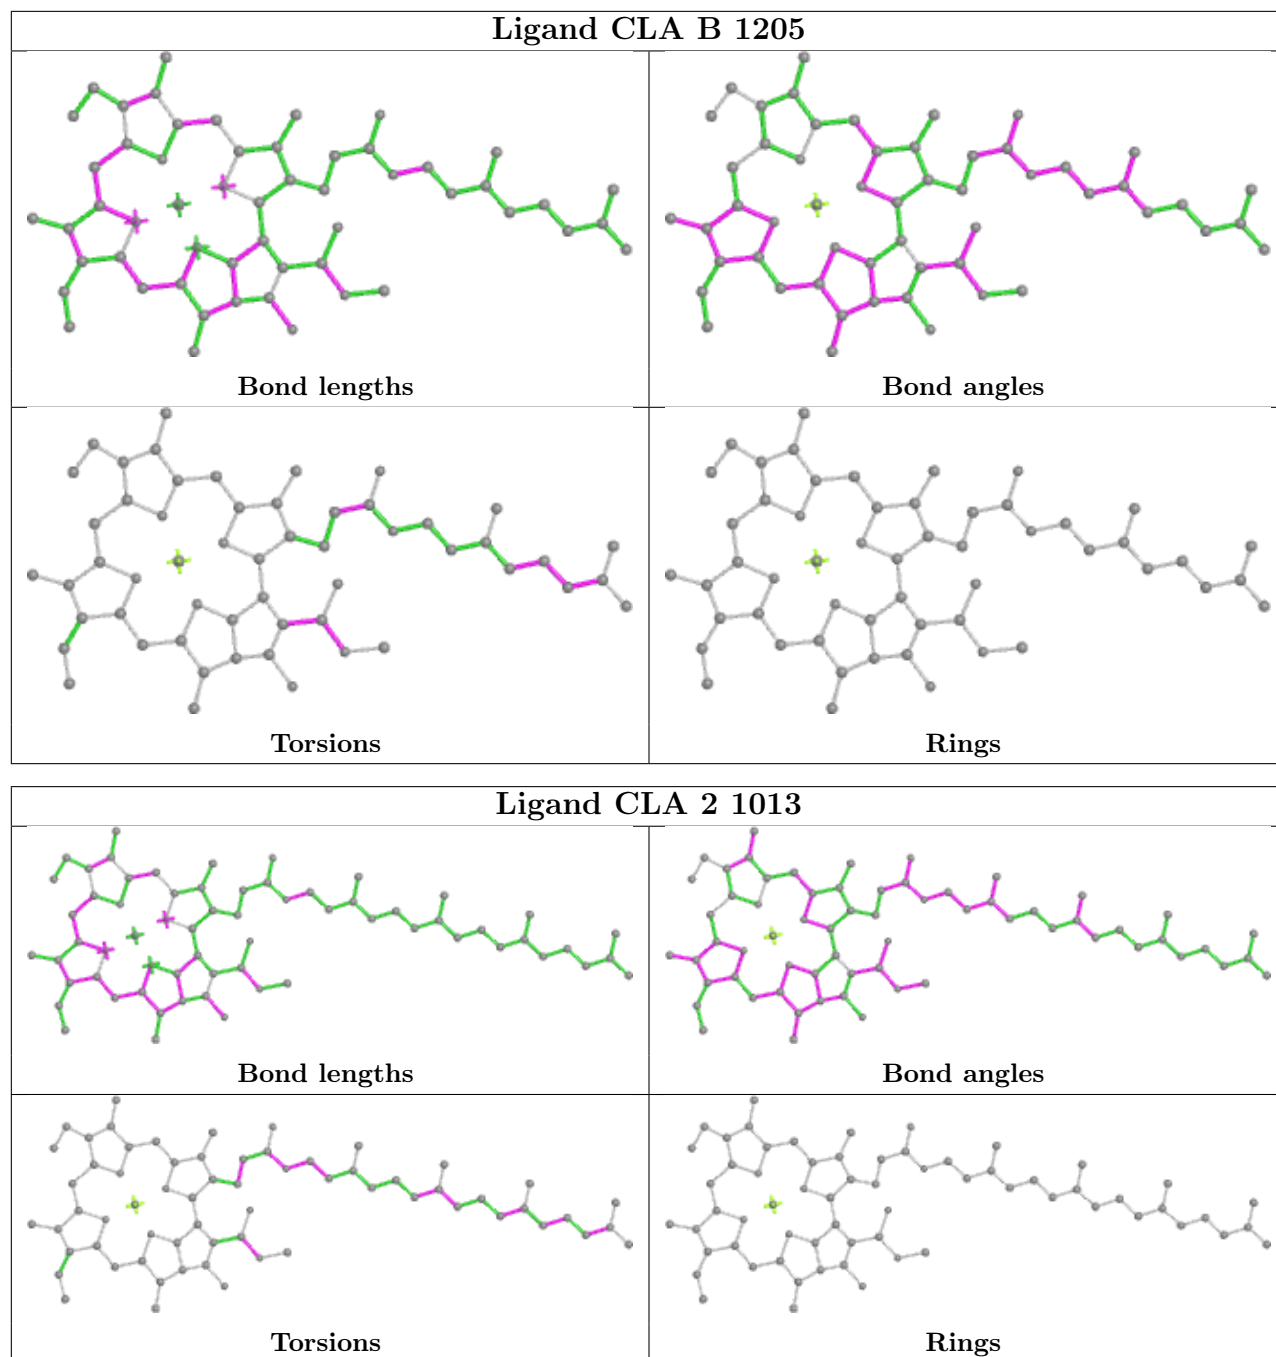 Ligand CLA B 1205
Bond lengths
Bond angles
Torsions
Rings
Ligand CLA 2 1013
Bond lengths
Bond angles
Torsions
Rings